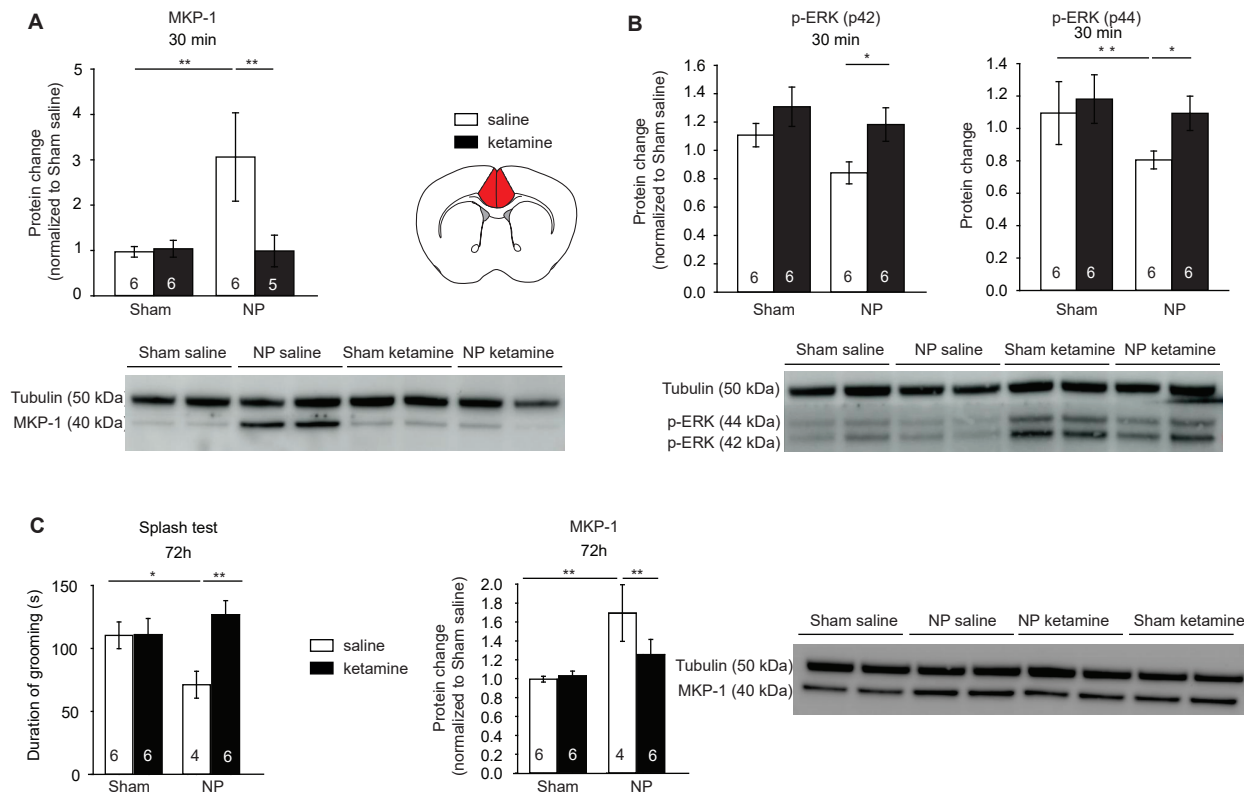 A
MKP-1
30 min
**
**
Protein change
(normalized to Sham saline)
5
4
3
2
1
0
6
6
6
5
Sham
NP
saline
ketamine
Sham saline
NP saline
Sham ketamine
NP ketamine
Tubulin (50 kDa)
MKP-1 (40 kDa)
B
p-ERK (p42)
30 min
*
Protein change
(normalized to Sham saline)
1.6
1.4
1.2
1.0
0.8
0.6
0.4
0.2
0.0
6
6
6
6
Sham
NP
p-ERK (p44)
30 min
* *
*
Protein change
1.2
1.0
0.8
0.6
0.4
0.2
0.0
6
6
6
6
Sham
NP
Sham saline
NP saline
Sham ketamine
NP ketamine
Tubulin (50 kDa)
p-ERK (44 kDa)
p-ERK (42 kDa)
C
Splash test
72h
*
**
Duration of grooming (s)
150
100
50
0
6
6
4
6
Sham
NP
saline
ketamine
MKP-1
72h
**
**
Protein change
(normalized to Sham saline)
2.0
1.8
1.6
1.4
1.2
1.0
0.8
0.6
0.4
0.2
0.0
6
6
4
6
Sham
NP
Sham saline
NP saline
NP ketamine
Sham ketamine
Tubulin (50 kDa)
MKP-1 (40 kDa)